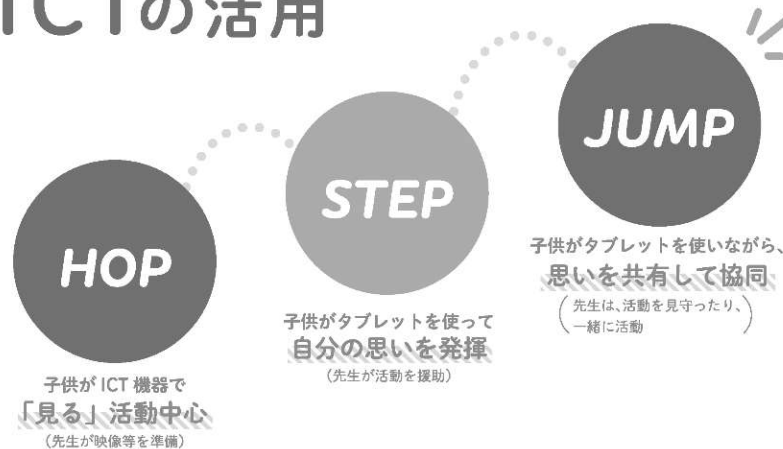 ICTの活用
HOP
子供が ICT 機器で
「見る」活動中心
(先生が映像等を準備)
STEP
子供がタブレットを使って
自分の思いを発揮
(先生が活動を援助)
JUMP
子供がタブレットを使いながら、
思いを共有して協同
(先生は、活動を見守ったり、
一緒に活動)